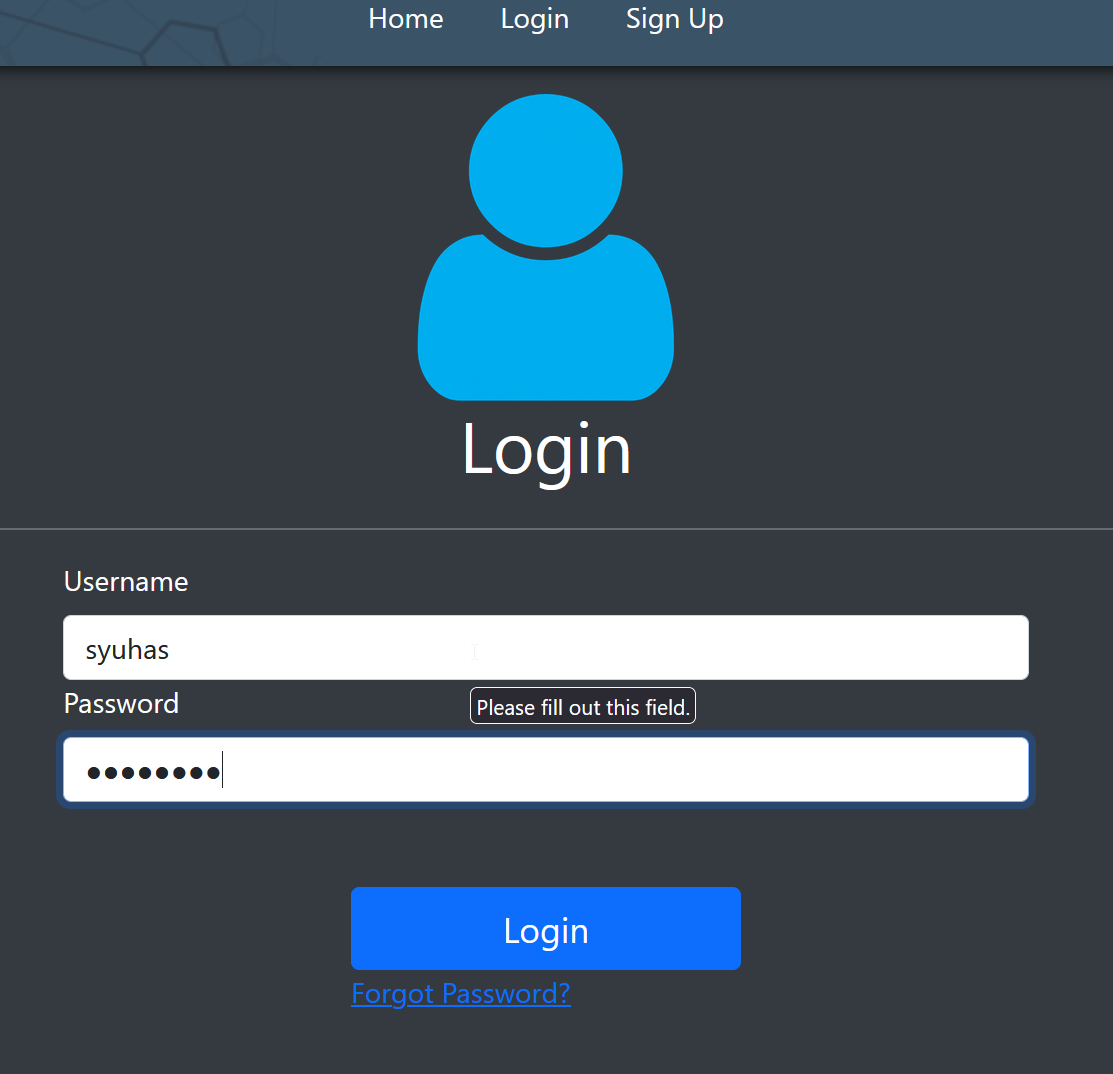 Home Login Sign Up
Login
Username
syuhas
Password
Please fill out this field.
••••••••
Login
Forgot Password?